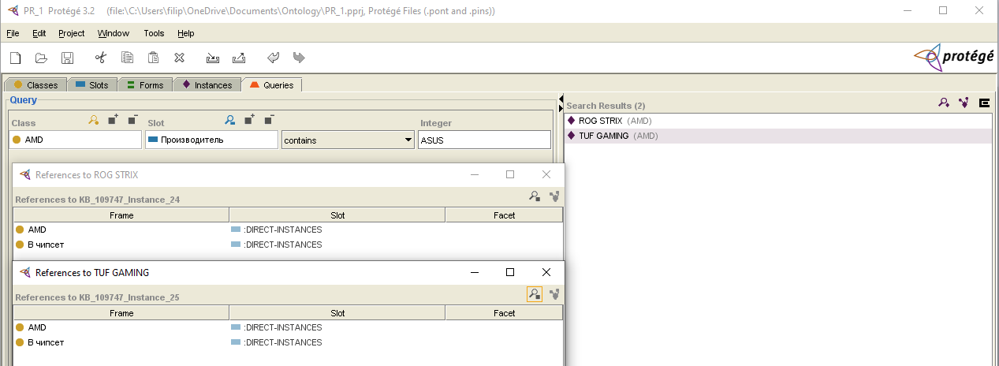 PR_1 Protégé 3.2 (file:\C:\Users\filip\OneDrive\Documents\Ontology\PR_1.pprj, Protégé Files (.pont and .pins))
File Edit Project Window Tools Help
protégé
Classes Slots Forms Instances Queries
Query
Class Slot Integer
AMD Производитель contains ASUS
Search Results (2)
ROG STRIX (AMD)
TUF GAMING (AMD)
References to ROG STRIX
References to KB_109747_Instance_24
Frame Slot Facet
AMD :DIRECT-INSTANCES
В чипсет :DIRECT-INSTANCES
References to TUF GAMING
References to KB_109747_Instance_25
Frame Slot Facet
AMD :DIRECT-INSTANCES
В чипсет :DIRECT-INSTANCES